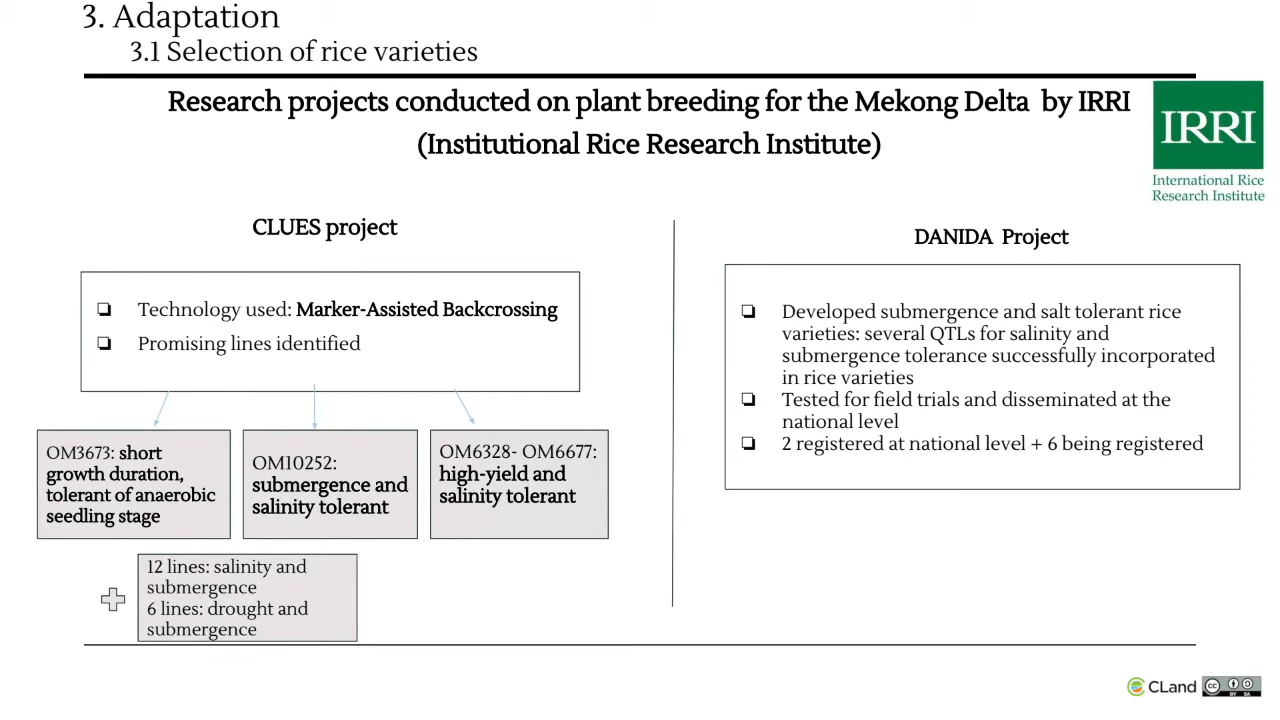 3. Adaptation
3.1 Selection of rice varieties
Research projects conducted on plant breeding for the Mekong Delta by IRRI
(Institutional Rice Research Institute)
IRRI
International Rice
Research Institute
CLUES project
Technology used: Marker-Assisted Backcrossing
Promising lines identified
OM3673: short
growth duration,
tolerant of anaerobic
seedling stage
OM10252:
submergence and
salinity tolerant
OM6328- OM6677:
high-yield and
salinity tolerant
12 lines: salinity and
submergence
6 lines: drought and
submergence
DANIDA Project
Developed submergence and salt tolerant rice
varieties: several QTLs for salinity and
submergence tolerance successfully incorporated
in rice varieties
Tested for field trials and disseminated at the
national level
2 registered at national level + 6 being registered
CLand
cc
BY SA